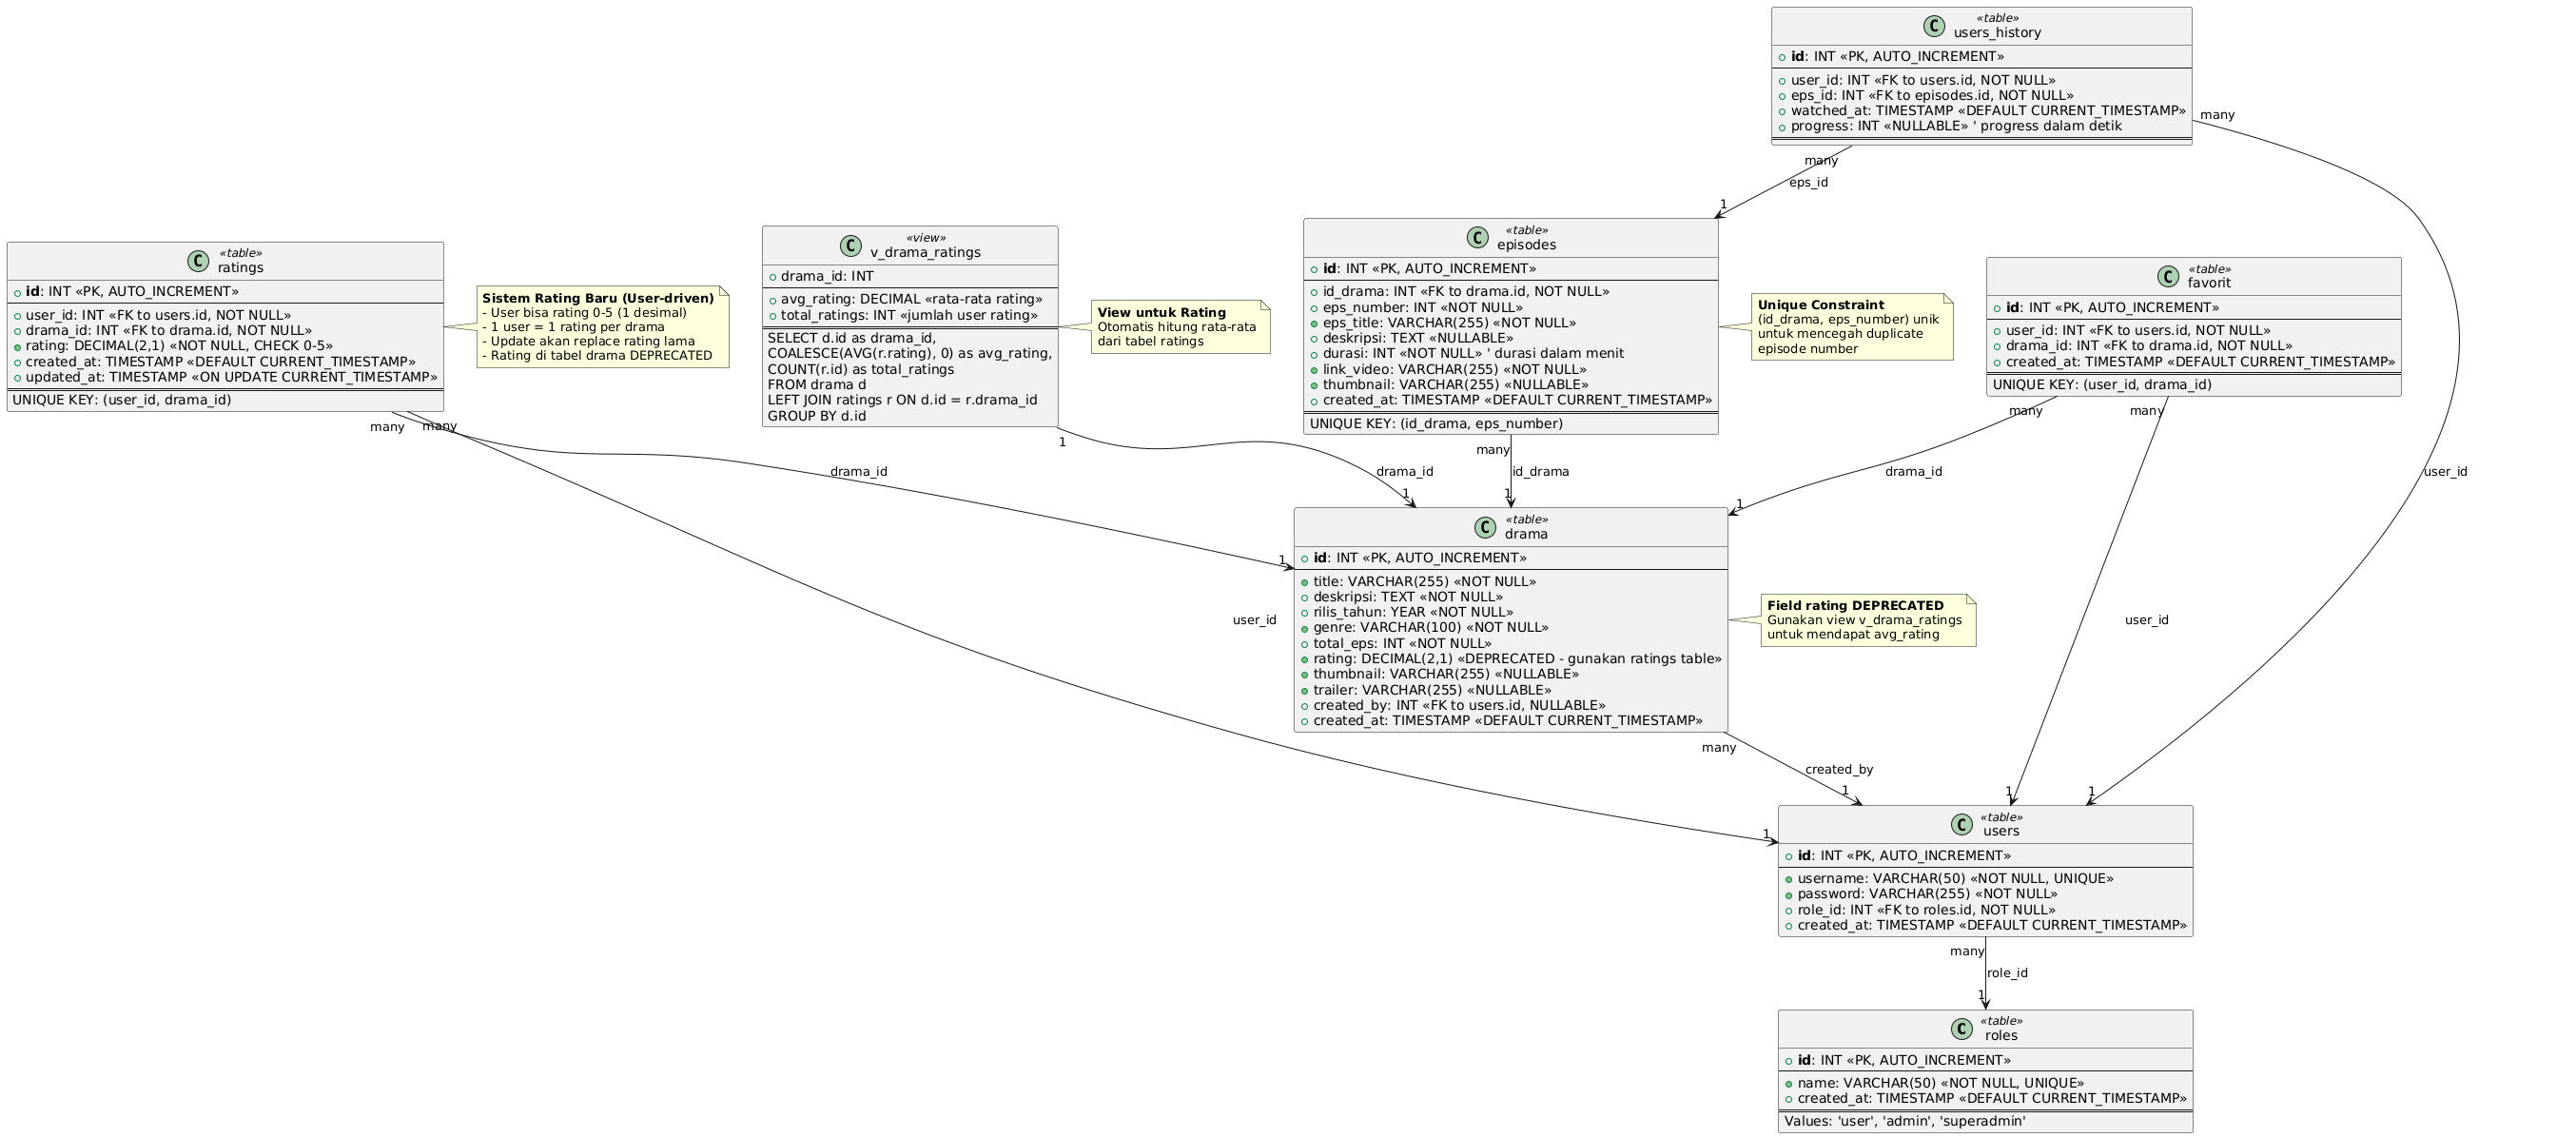 «table»
users_history
id: INT «PK, AUTO_INCREMENT»
user_id: INT «FK to users.id, NOT NULL»
eps_id: INT «FK to episodes.id, NOT NULL»
watched_at: TIMESTAMP «DEFAULT CURRENT_TIMESTAMP»
progress: INT «NULLABLE» ' progress dalam detik
many
many
eps_id
1
«table»
ratings
id: INT «PK, AUTO_INCREMENT»
user_id: INT «FK to users.id, NOT NULL»
drama_id: INT «FK to drama.id, NOT NULL»
rating: DECIMAL(2,1) «NOT NULL, CHECK 0-5»
created_at: TIMESTAMP «DEFAULT CURRENT_TIMESTAMP»
updated_at: TIMESTAMP «ON UPDATE CURRENT_TIMESTAMP»
UNIQUE KEY: (user_id, drama_id)
Sistem Rating Baru (User-driven)
- User bisa rating 0-5 (1 desimal)
- 1 user = 1 rating per drama
- Update akan replace rating lama
- Rating di tabel drama DEPRECATED
«view»
v_drama_ratings
drama_id: INT
avg_rating: DECIMAL «rata-rata rating»
total_ratings: INT «jumlah user rating»
SELECT d.id as drama_id,
COALESCE(AVG(r.rating), 0) as avg_rating,
COUNT(r.id) as total_ratings
FROM drama d
LEFT JOIN ratings r ON d.id = r.drama_id
GROUP BY d.id
View untuk Rating
Otomatis hitung rata-rata
dari tabel ratings
«table»
episodes
id: INT «PK, AUTO_INCREMENT»
id_drama: INT «FK to drama.id, NOT NULL»
eps_number: INT «NOT NULL»
eps_title: VARCHAR(255) «NOT NULL»
deskripsi: TEXT «NULLABLE»
durasi: INT «NOT NULL» ' durasi dalam menit
link_video: VARCHAR(255) «NOT NULL»
thumbnail: VARCHAR(255) «NULLABLE»
created_at: TIMESTAMP «DEFAULT CURRENT_TIMESTAMP»
UNIQUE KEY: (id_drama, eps_number)
Unique Constraint
(id_drama, eps_number) unik
untuk mencegah duplicate
episode number
«table»
favorit
id: INT «PK, AUTO_INCREMENT»
user_id: INT «FK to users.id, NOT NULL»
drama_id: INT «FK to drama.id, NOT NULL»
created_at: TIMESTAMP «DEFAULT CURRENT_TIMESTAMP»
UNIQUE KEY: (user_id, drama_id)
many
many
1
many
many
many
drama_id
drama_id
id_drama
drama_id
user_id
1
1
1
1
«table»
drama
id: INT «PK, AUTO_INCREMENT»
title: VARCHAR(255) «NOT NULL»
deskripsi: TEXT «NOT NULL»
rilis_tahun: YEAR «NOT NULL»
genre: VARCHAR(100) «NOT NULL»
total_eps: INT «NOT NULL»
rating: DECIMAL(2,1) «DEPRECATED - gunakan ratings table»
thumbnail: VARCHAR(255) «NULLABLE»
trailer: VARCHAR(255) «NULLABLE»
created_by: INT «FK to users.id, NULLABLE»
created_at: TIMESTAMP «DEFAULT CURRENT_TIMESTAMP»
Field rating DEPRECATED
Gunakan view v_drama_ratings
untuk mendapat avg_rating
user_id
user_id
many
created_by
1
1
1
1
«table»
users
id: INT «PK, AUTO_INCREMENT»
username: VARCHAR(50) «NOT NULL, UNIQUE»
password: VARCHAR(255) «NOT NULL»
role_id: INT «FK to roles.id, NOT NULL»
created_at: TIMESTAMP «DEFAULT CURRENT_TIMESTAMP»
many
role_id
1
«table»
roles
id: INT «PK, AUTO_INCREMENT»
name: VARCHAR(50) «NOT NULL, UNIQUE»
created_at: TIMESTAMP «DEFAULT CURRENT_TIMESTAMP»
Values: 'user', 'admin', 'superadmin'